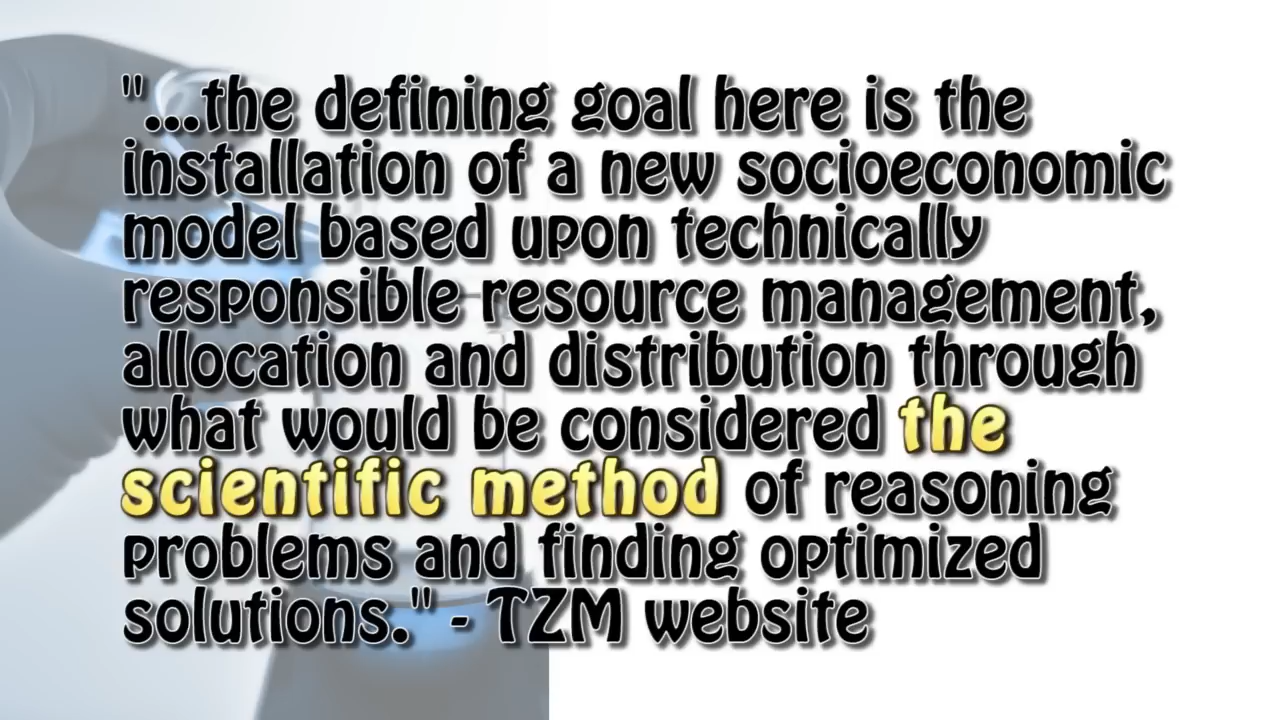 "...the defining goal here is the
installation of a new socioeconomic
model based upon technically
responsible resource management,
allocation and distribution through
what would be considered the
scientific method of reasoning
problems and finding optimized
solutions." - TZM website